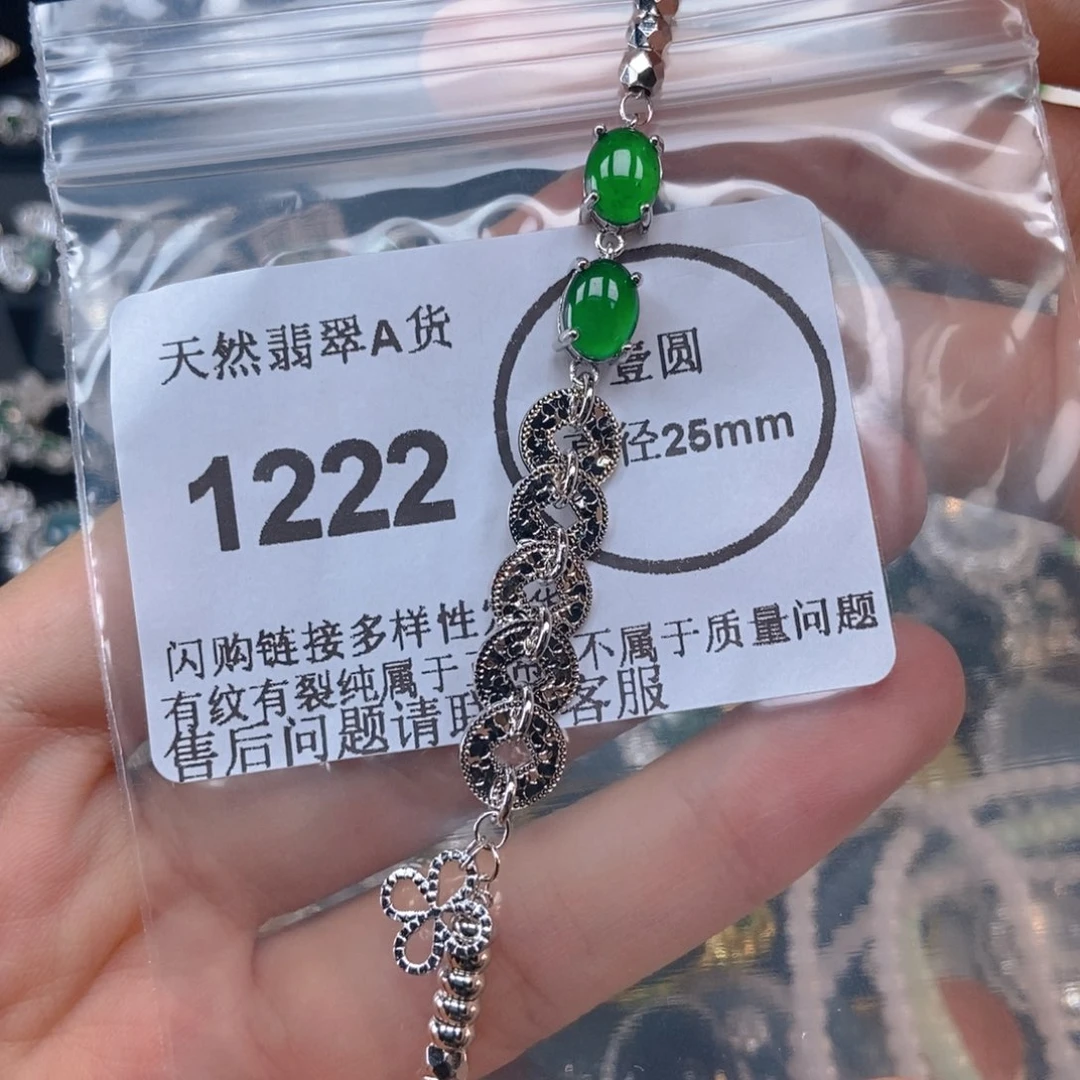 天然翡翠A货
1222
壹圆
径25mm
闪购链接多样性 不属于质量问题
有纹有裂纯属于
售后问题请联 客服